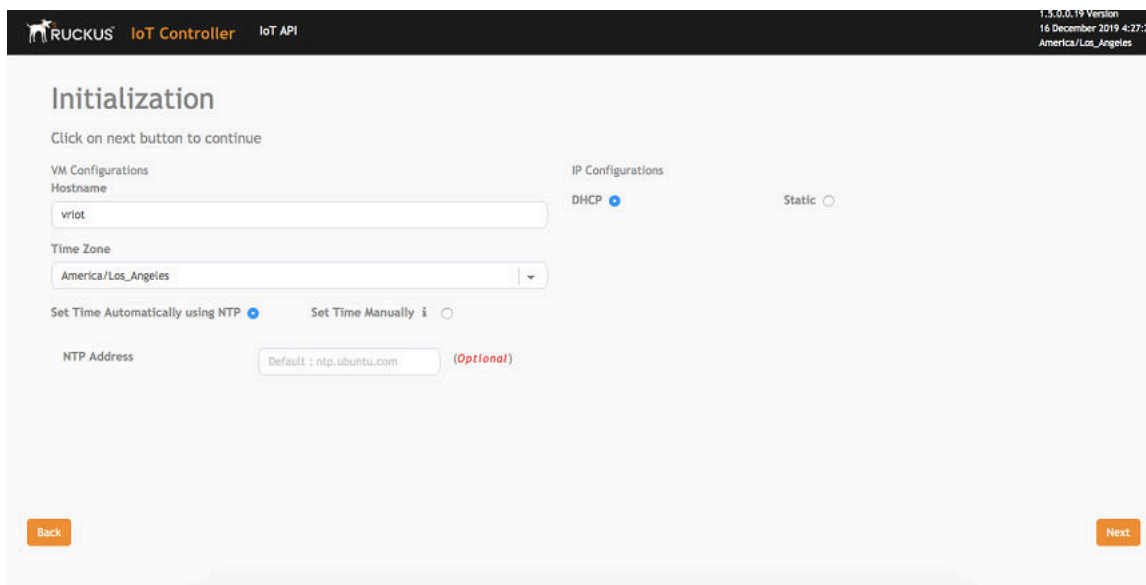 RUCKUS IoT Controller IoT API
1.5.0.0.19 Version
16 December 2019 4:27:
America/Los_Angeles
Initialization
Click on next button to continue
VM Configurations
Hostname
vriot
Time Zone
America/Los_Angeles
Set Time Automatically using NTP Set Time Manually i
NTP Address Default : ntp.ubuntu.com (Optional)
IP Configurations
DHCP Static
Back Next